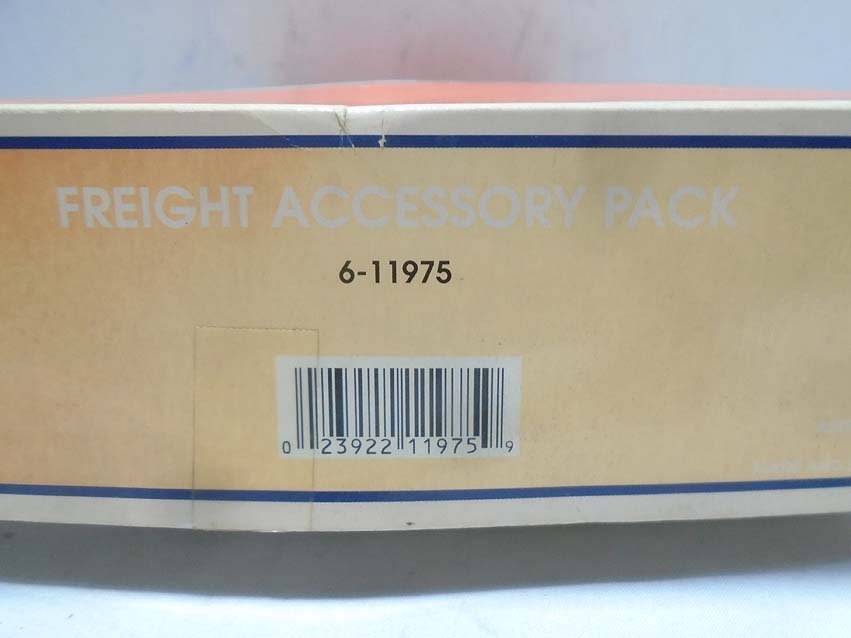 FREIGHT ACCESSORY PACK
6-11975
0 23922 11975 9